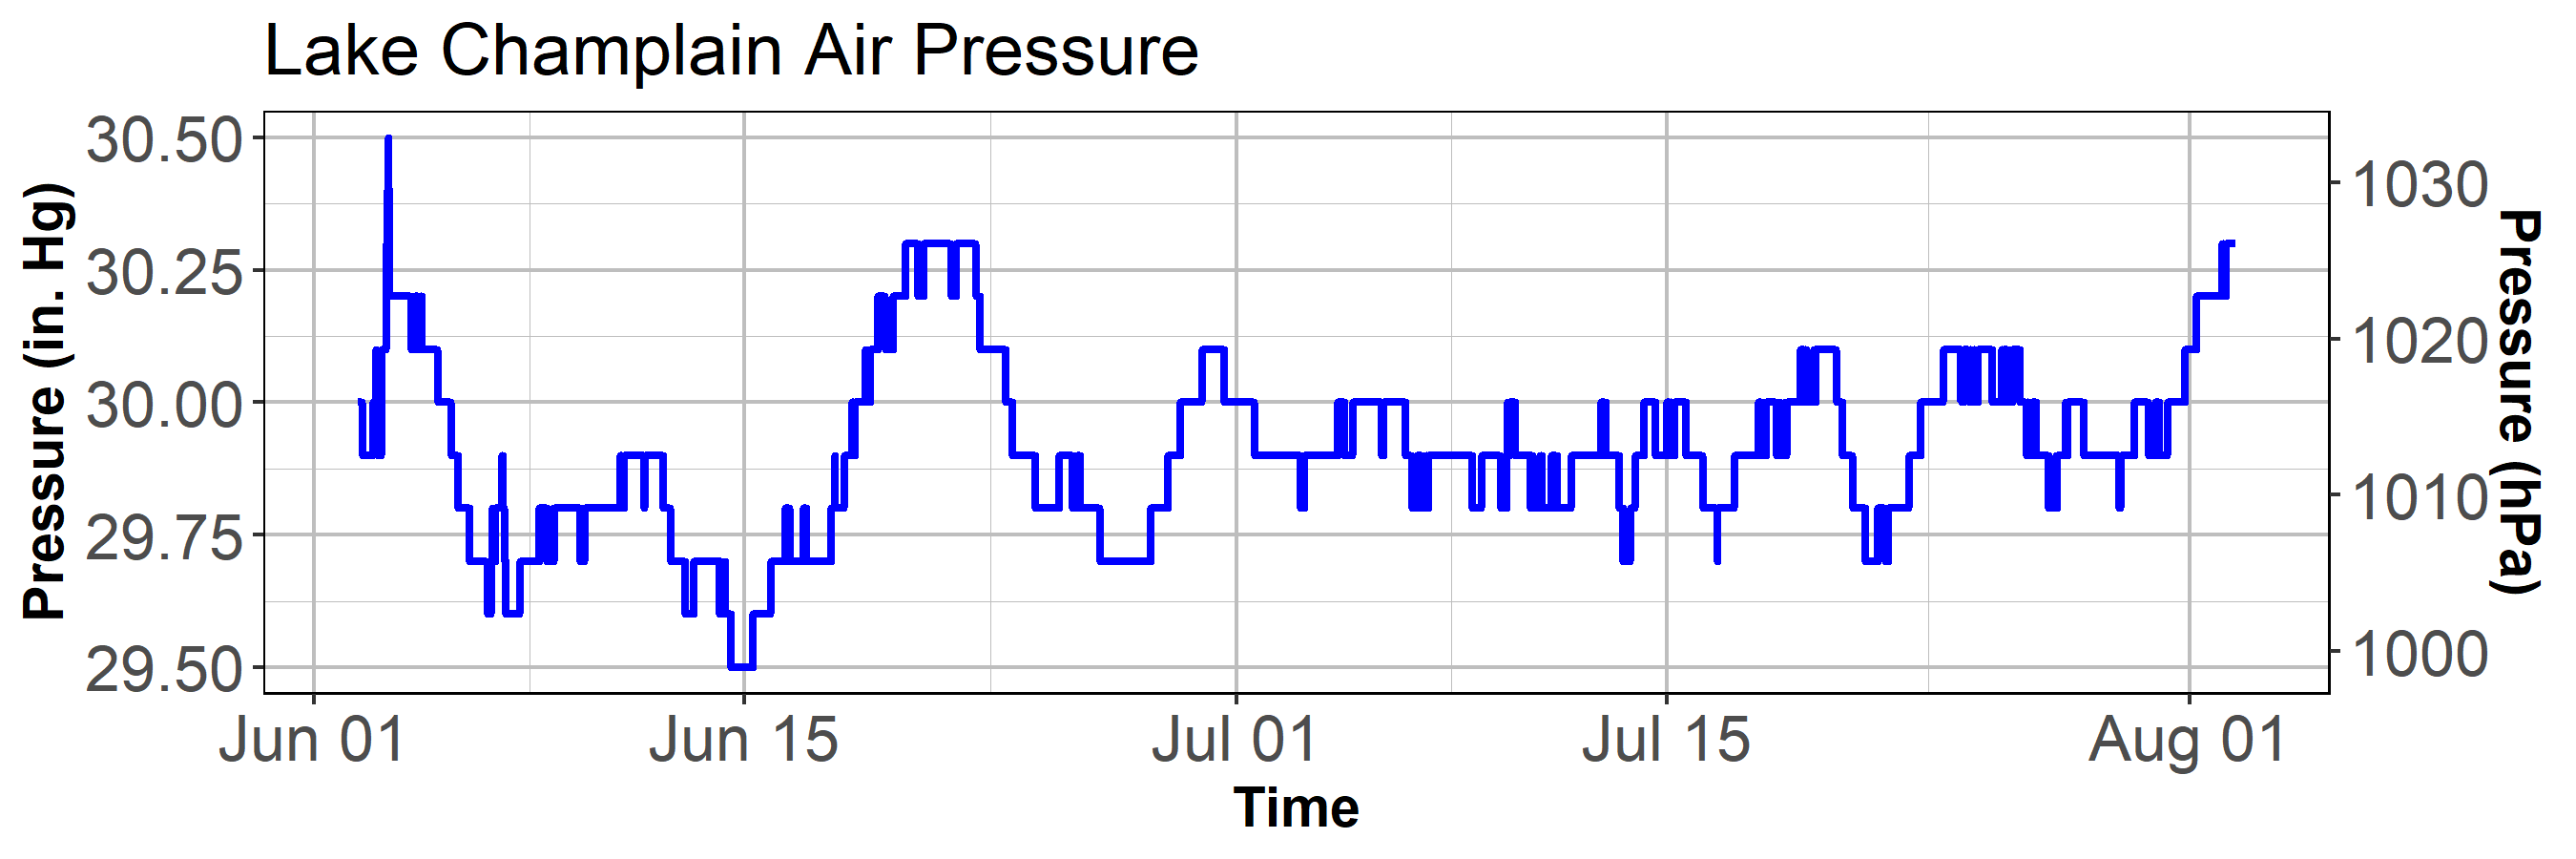 Lake Champlain Air Pressure
Pressure (in. Hg)
30.50
30.25
30.00
29.75
29.50
1030
1020
1010
1000
Pressure (hPa)
Jun 01 Jun 15 Jul 01 Jul 15 Aug 01
Time